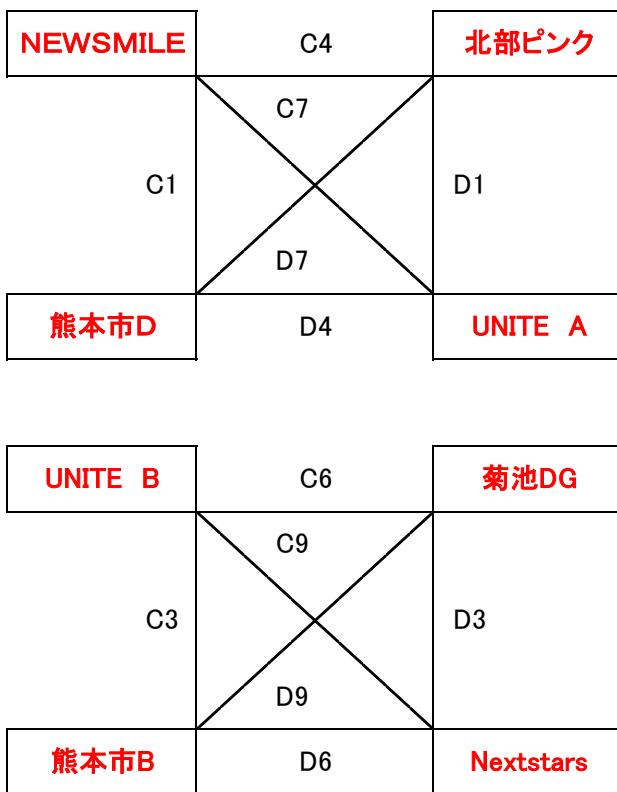 NEWSMILE C4 北部ピンク
C7
C1 D1
D7
熊本市D D4 UNITE A
UNITE B C6 菊池DG
C9
C3 D3
D9
熊本市B D6 Nextstars